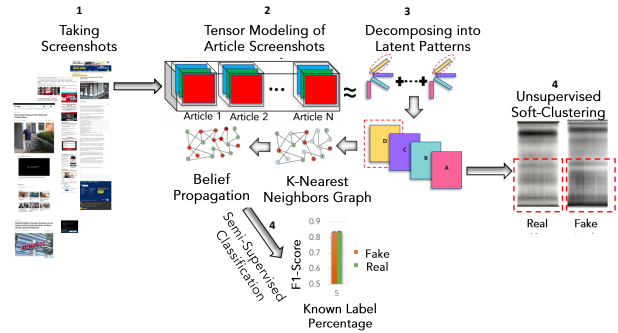 1
Taking
Screenshots
2
Tensor Modeling of
Article Screenshots
3
Decomposing into
Latent Patterns
4
Unsupervised
Soft-Clustering
≈
+ +
Article 1 Article 2 Article N
D
C
B
A
Belief
Propagation
K-Nearest
Neighbors Graph
Real
Fake
4
Semi-Supervised
Classification
F1-Score
0.9
0.8
0.7
0.6
0.5
5
Fake
Real
Known Label
Percentage